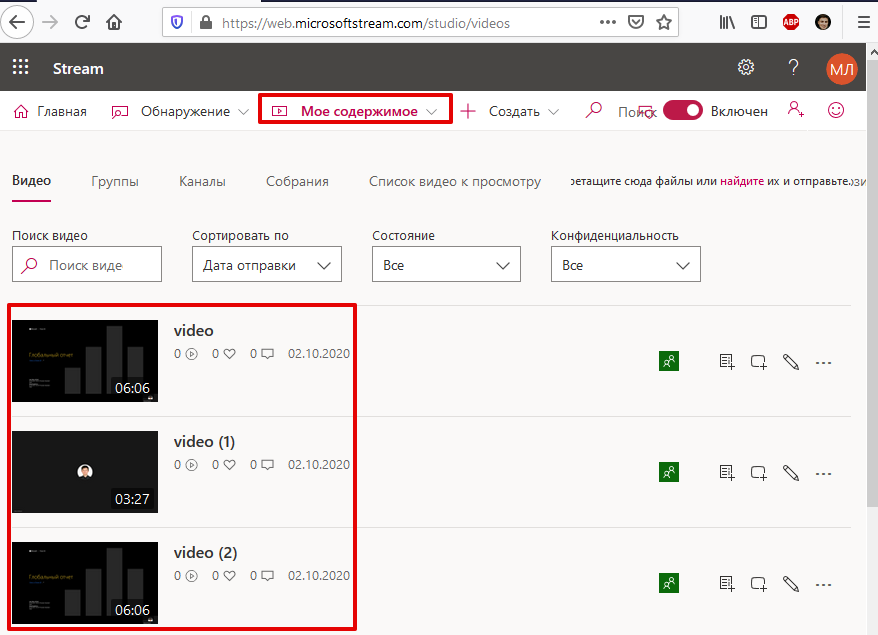 https://web.microsoftstream.com/studio/videos
ABP
Stream
? МЛ
Главная Обнаружение Мое содержимое Создать Поиск Включен
Видео Группы Каналы Собрания Список видео к просмотру ретащите сюда файлы или найдите их и отправьте.
Поиск видео Сортировать по Состояние Конфиденциальность
Поиск виде Дата отправки Все Все
Глобальный отчет
06:06
video
0 0 0 02.10.2020
03:27
video (1)
0 0 0 02.10.2020
Глобальный отчет
06:06
video (2)
0 0 0 02.10.2020